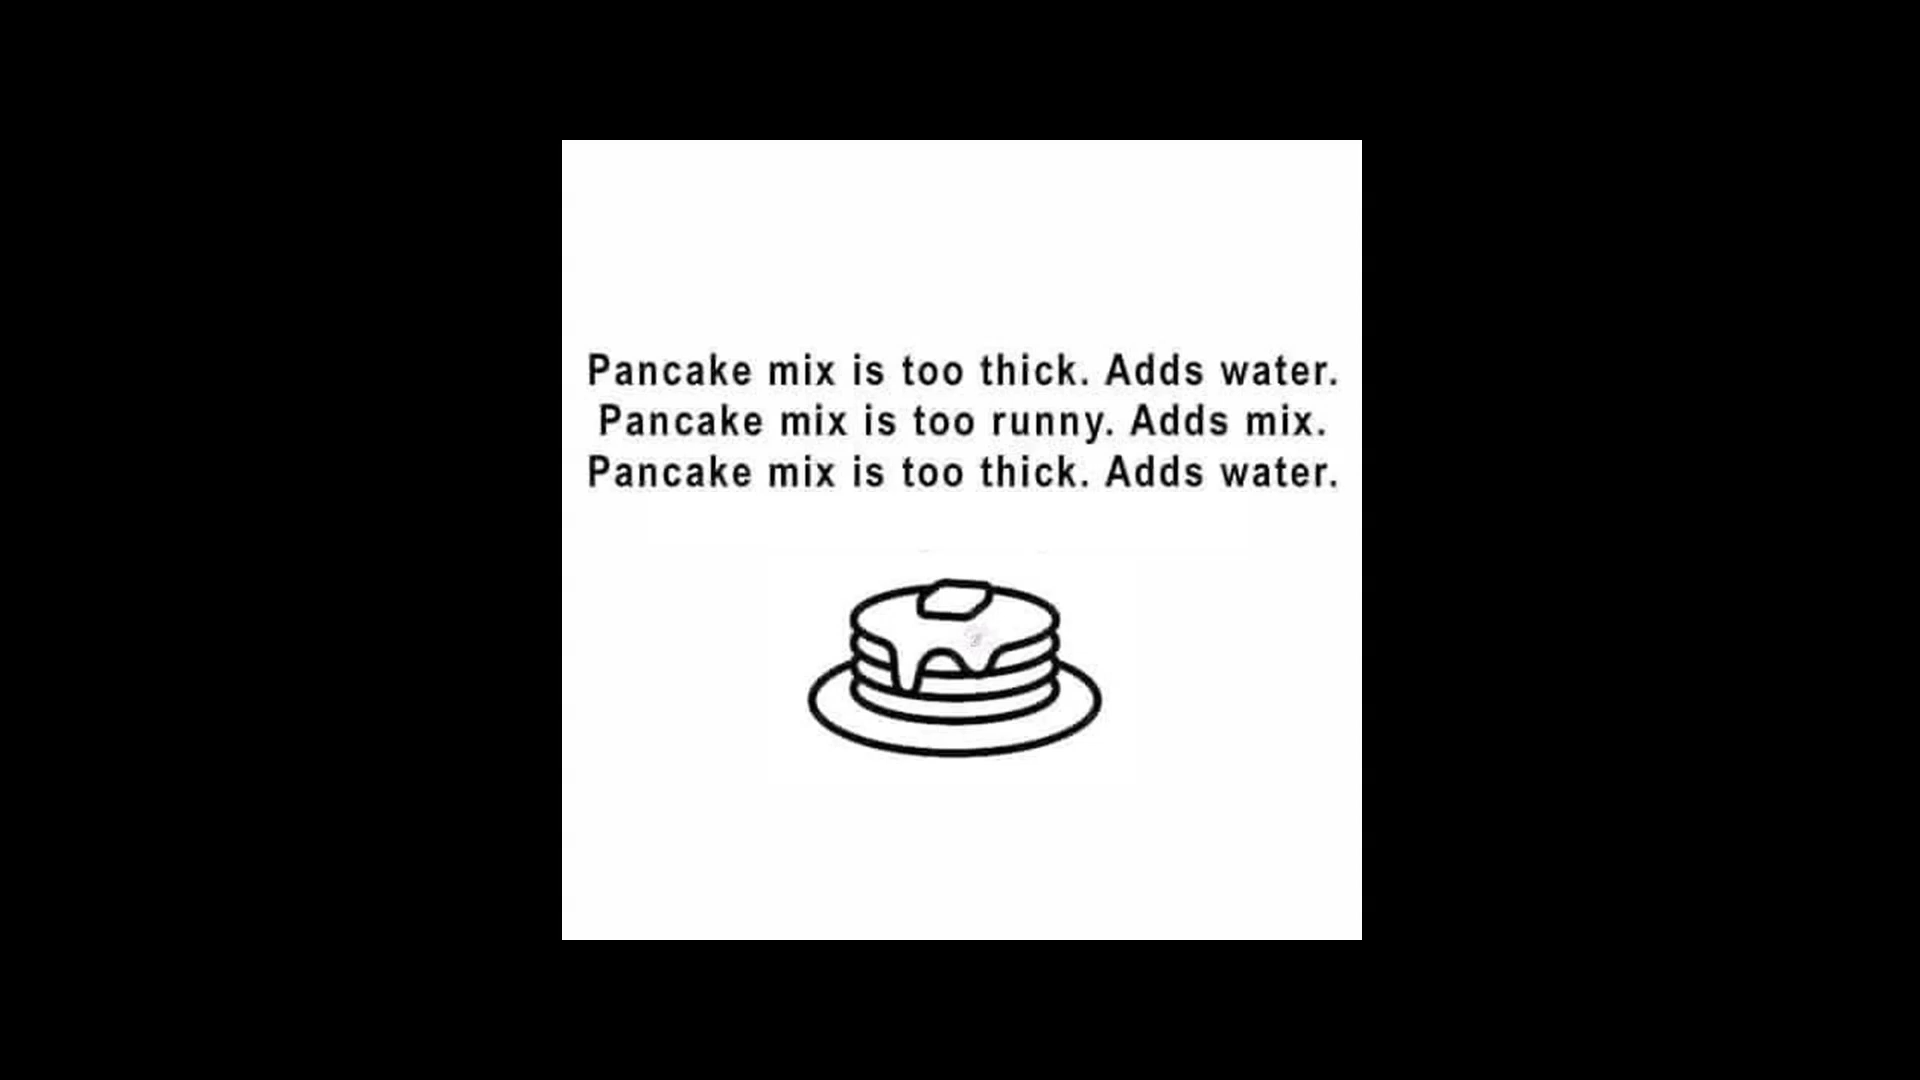 Pancake mix is too thick. Adds water.
Pancake mix is too runny. Adds mix.
Pancake mix is too thick. Adds water.